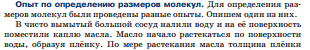 Опыт по определению размеров молекул. Для определения раз-
меров молекул были проведены разные опыты. Опишем один из них.
В чисто вымытый большой сосуд налили воду и на её поверхность
поместили каплю масла. Масло начало растекаться по поверхности
воды, образуя плёнку. По мере растекания масла толщина плёнки